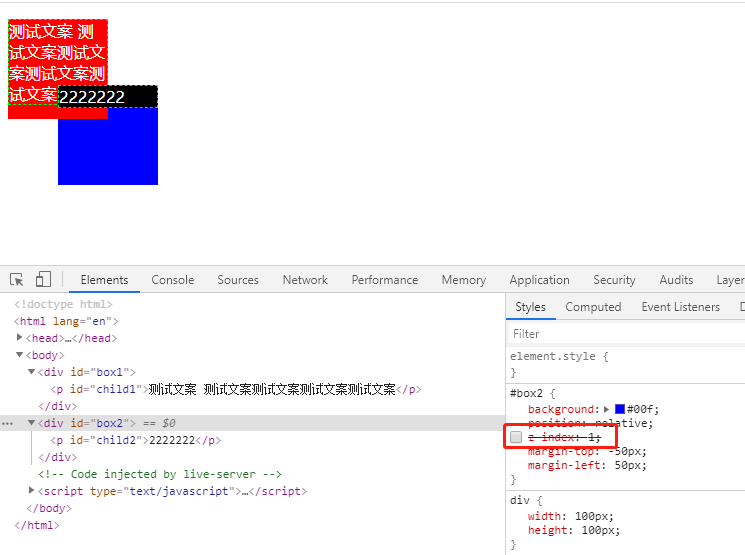 测试文案 测
试文案测试文
案测试文案测
试文案
2222222
Elements Console Sources Network Performance Memory Application Security Audits Layer
<!doctype html>
<html lang="en">
<head>…</head>
<body>
<div id="box1">
<p id="child1">测试文案 测试文案测试文案测试文案测试文案</p>
</div>
<div id="box2"> == $0
<p id="child2">2222222</p>
</div>
<!-- Code injected by live-server -->
<script type="text/javascript">…</script>
</body>
</html>
Styles Computed Event Listeners
Filter
element.style {
}
#box2 {
background: #00f;
position: relative;
z-index: 1;
margin-top: -50px;
margin-left: 50px;
}
div {
width: 100px;
height: 100px;
}